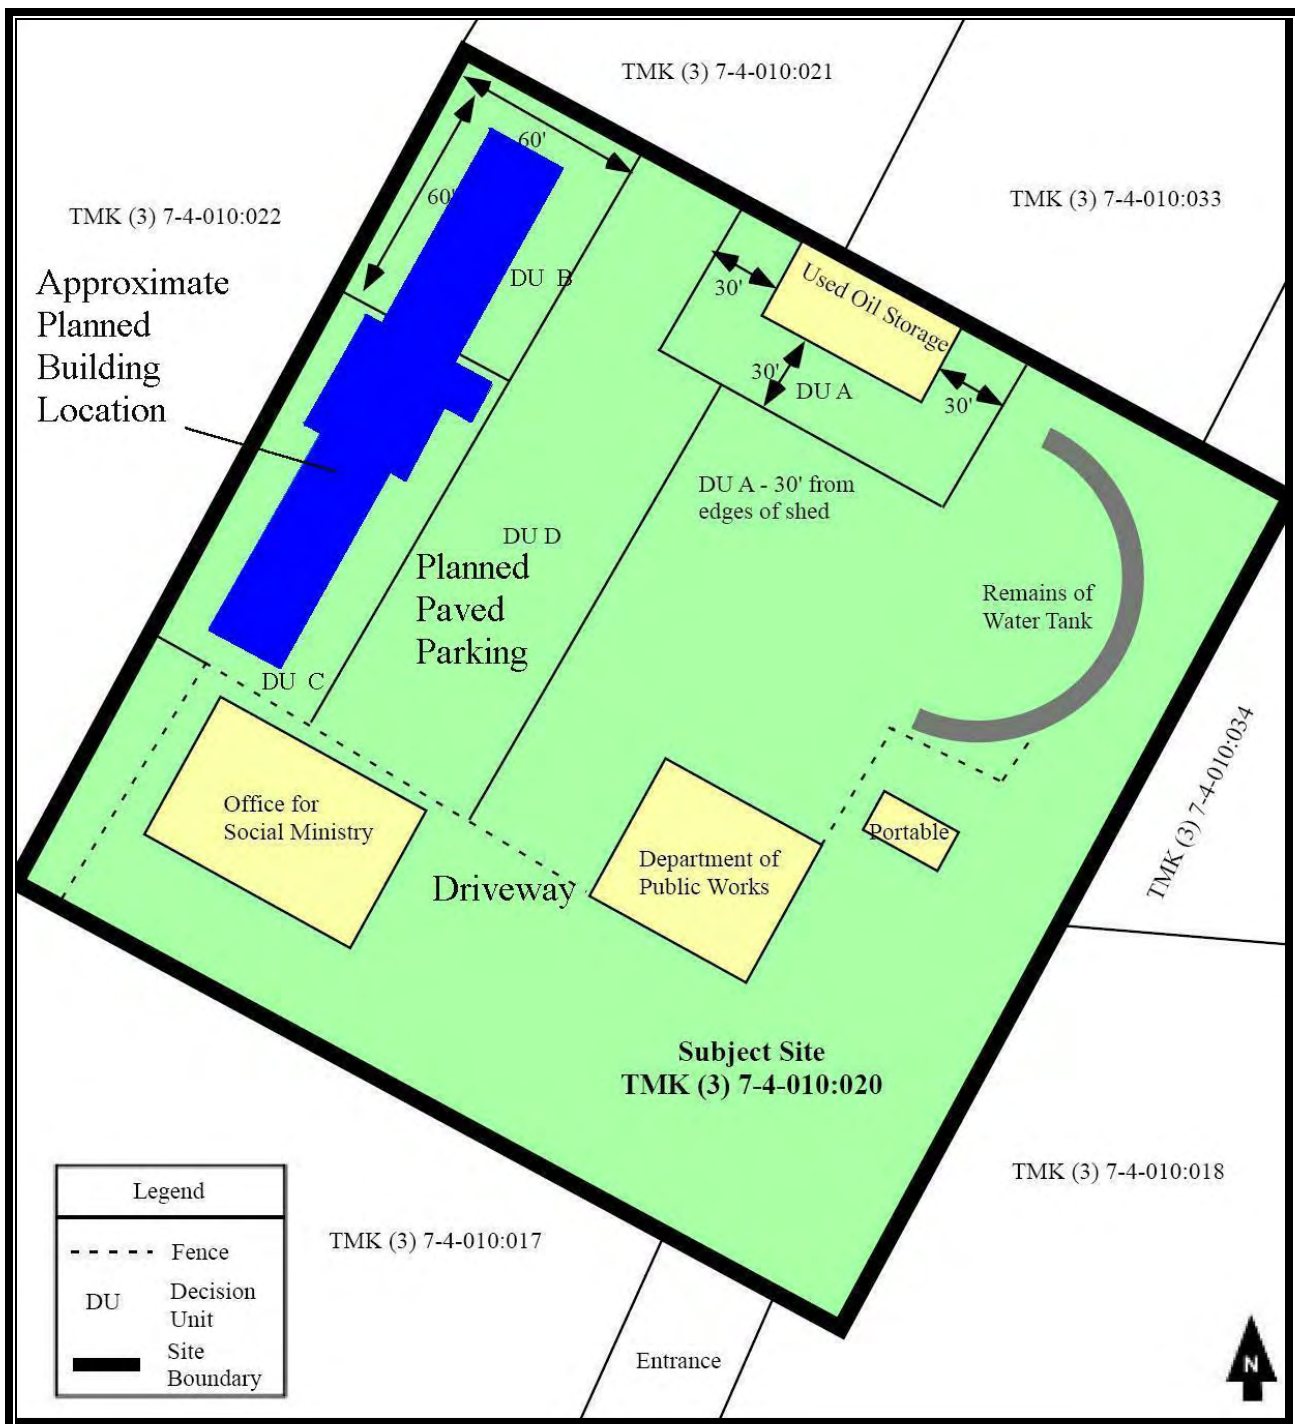 TMK (3) 7-4-010:021
60'
TMK (3) 7-4-010:033
60'
TMK (3) 7-4-010:022
Approximate
Planned
Building
Location
DU B
30'
Used Oil Storage
30'
DU A
30'
DU A - 30' from
edges of shed
DU D
Planned
Paved
Parking
Remains of
Water Tank
DU C
TMK (3) 7-4-010:034
Office for
Social Ministry
Portable
Department of
Public Works
Driveway
Subject Site
TMK (3) 7-4-010:020
TMK (3) 7-4-010:018
Legend
Fence
DU
Decision
Unit
Site
Boundary
TMK (3) 7-4-010:017
Entrance
N